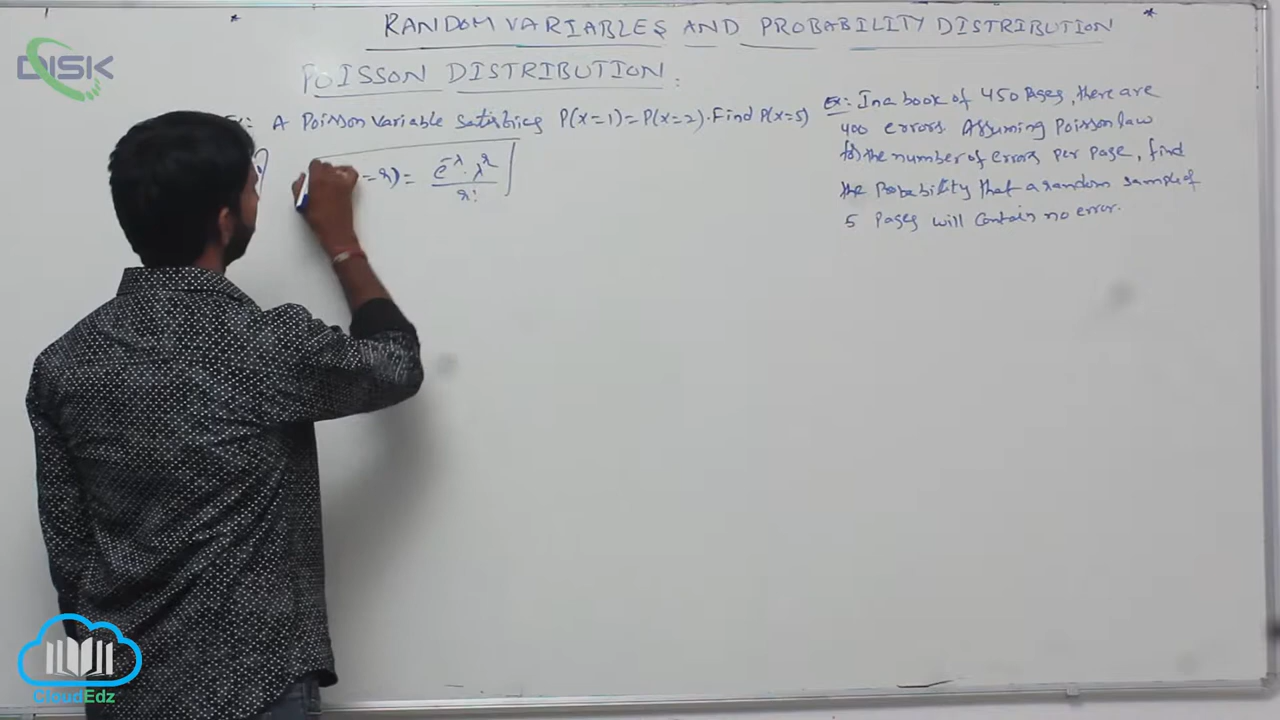 * RANDOM VARIABLES AND PROBABILITY DISTRIBUTION *
DISK
POISSON DISTRIBUTION:
Ex: A Poisson Variable Satisfies P(x=1)=P(x=2). Find P(x=5)
=r)= e^-λ. λ^r / r!
Ex: In a book of 450 Pages, there are
400 errors. Assuming Poisson law
for the number of errors per page, find
the Probability that a random sample of
5 Pages will contain no error.
CloudEdz